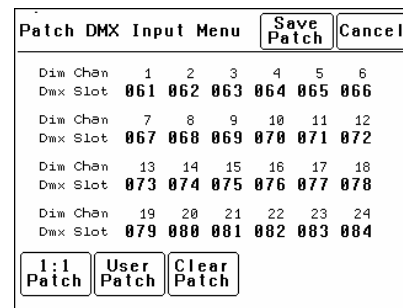 Patch DMX Input Menu Save Patch Cancel
Dim Chan 1 2 3 4 5 6
Dmx Slot 061 062 063 064 065 066
Dim Chan 7 8 9 10 11 12
Dmx Slot 067 068 069 070 071 072
Dim Chan 13 14 15 16 17 18
Dmx Slot 073 074 075 076 077 078
Dim Chan 19 20 21 22 23 24
Dmx Slot 079 080 081 082 083 084
1:1 Patch User Patch Clear Patch